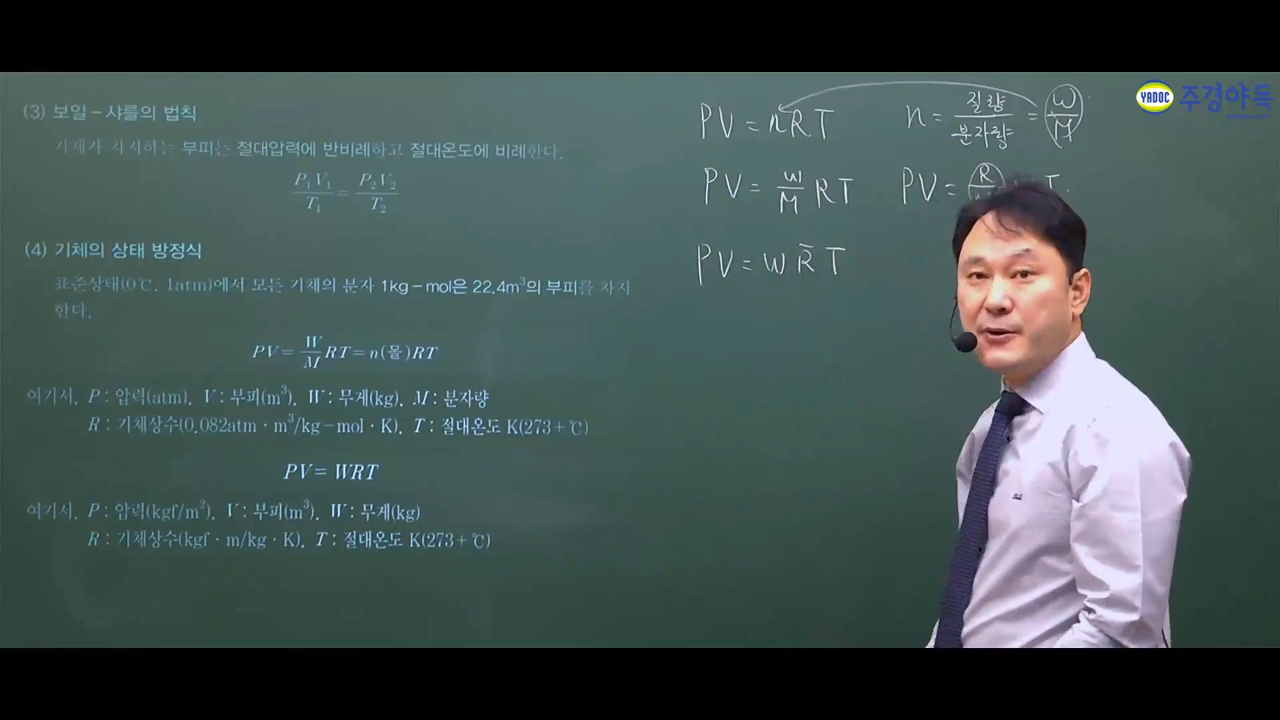 (3) 보일-샤를의 법칙
기체가 차지하는 부피는 절대압력에 반비례하고 절대온도에 비례한다.
P₁V₁/T₁ = P₂V₂/T₂
(4) 기체의 상태 방정식
표준상태(0℃, 1atm)에서 모든 기체의 분자 1kg-mol은 22.4m³의 부피를 차지
한다.
PV = W/M RT = n(몰)RT
여기서, P : 압력(atm), V : 부피(m³), W : 무게(kg), M : 분자량
R : 기체상수(0.082atm · m³/kg-mol · K), T : 절대온도 K(273+℃)
PV = WRT
여기서, P : 압력(kgf/m²), V : 부피(m³), W : 무게(kg)
R : 기체상수(kgf · m/kg · K), T : 절대온도 K(273+℃)
PV = nRT
n = 질량/분자량 = W/M
PV = W/M RT
PV = R T
PV = W R̄ T
YADOC 주경야독